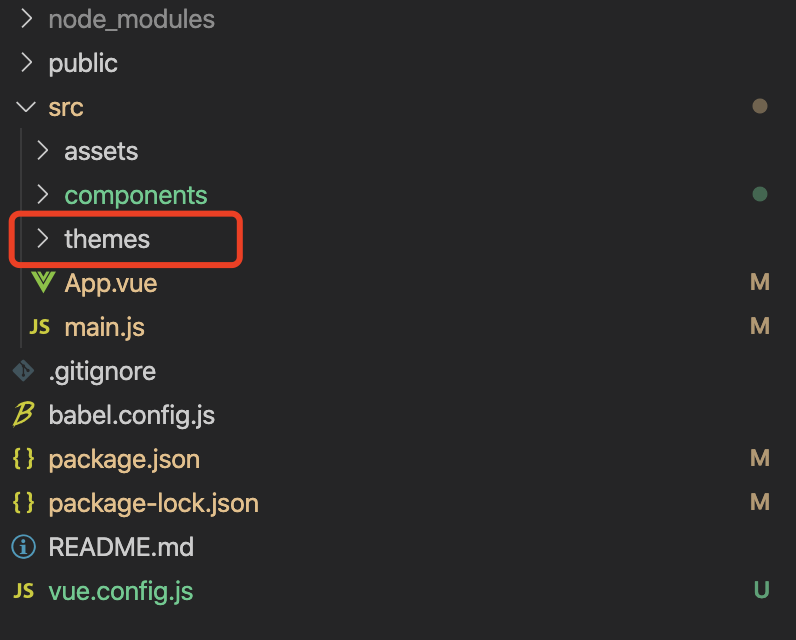 node_modules
public
src
assets
components
themes
App.vue M
JS main.js M
.gitignore
babel.config.js
{} package.json M
{} package-lock.json M
README.md
JS vue.config.js U